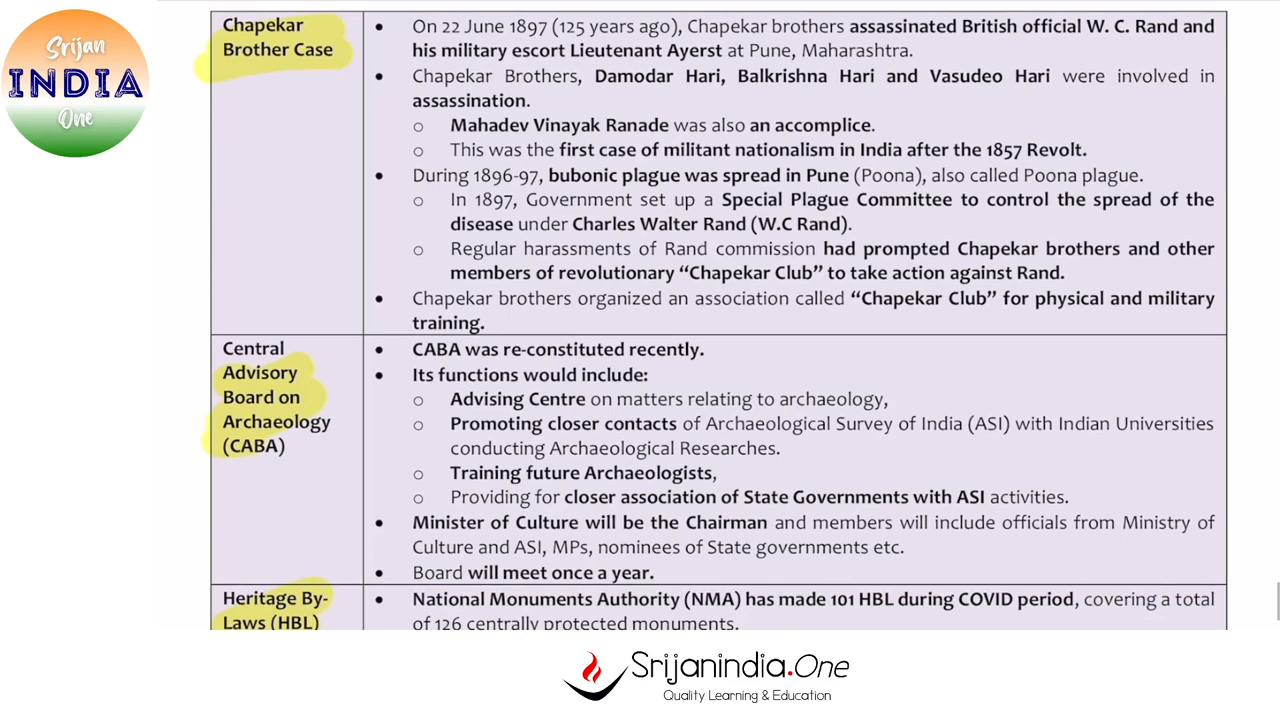 Srijan
INDIA
One
Chapekar
Brother Case
• On 22 June 1897 (125 years ago), Chapekar brothers assassinated British official W. C. Rand and
his military escort Lieutenant Ayerst at Pune, Maharashtra.
• Chapekar Brothers, Damodar Hari, Balkrishna Hari and Vasudeo Hari were involved in
assassination.
o Mahadev Vinayak Ranade was also an accomplice.
o This was the first case of militant nationalism in India after the 1857 Revolt.
• During 1896-97, bubonic plague was spread in Pune (Poona), also called Poona plague.
o In 1897, Government set up a Special Plague Committee to control the spread of the
disease under Charles Walter Rand (W.C Rand).
o Regular harassments of Rand commission had prompted Chapekar brothers and other
members of revolutionary “Chapekar Club” to take action against Rand.
• Chapekar brothers organized an association called “Chapekar Club” for physical and military
training.
Central
Advisory
Board on
Archaeology
(CABA)
• CABA was re-constituted recently.
• Its functions would include:
o Advising Centre on matters relating to archaeology,
o Promoting closer contacts of Archaeological Survey of India (ASI) with Indian Universities
conducting Archaeological Researches.
o Training future Archaeologists,
o Providing for closer association of State Governments with ASI activities.
• Minister of Culture will be the Chairman and members will include officials from Ministry of
Culture and ASI, MPs, nominees of State governments etc.
• Board will meet once a year.
Heritage By-
Laws (HBL)
• National Monuments Authority (NMA) has made 101 HBL during COVID period, covering a total
of 126 centrally protected monuments.
Srijanindia.One
Quality Learning & Education